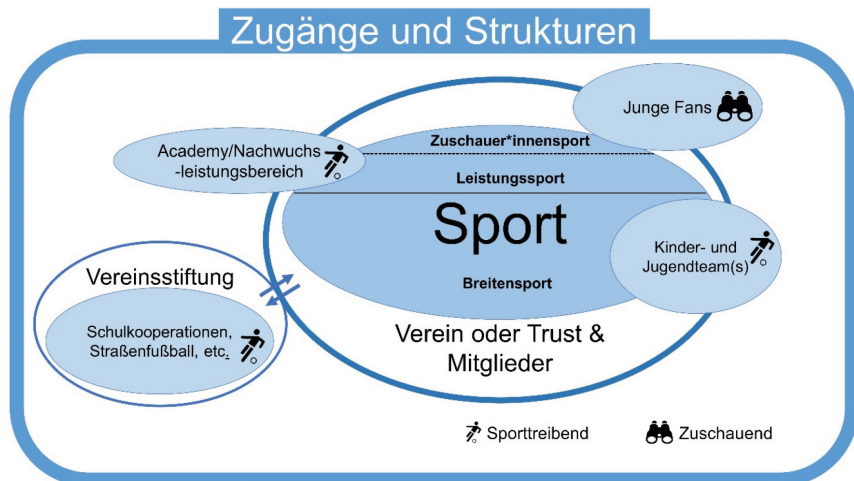 Zugänge und Strukturen
Junge Fans
Zuschauer*innensport
Academy/Nachwuchs
-leistungsbereich
Leistungssport
Sport
Kinder- und
Jugendteam(s)
Vereinsstiftung
Breitensport
Schulkooperationen,
Straßenfußball, etc.
Verein oder Trust &
Mitglieder
Sporttreibend
Zuschauend